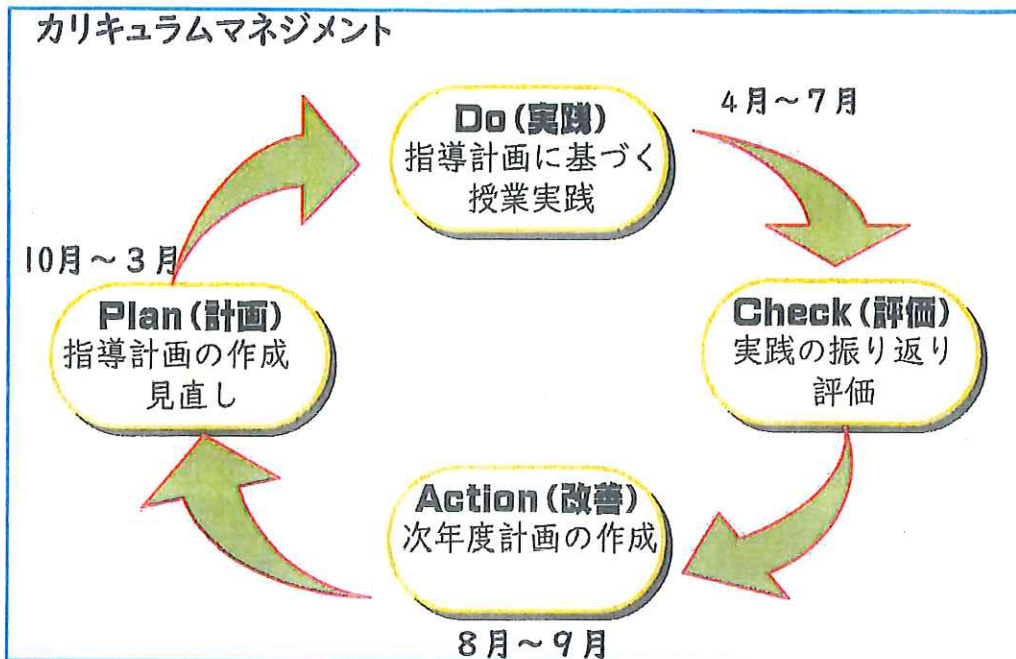 カリキュラムマネジメント
Do(実践)
指導計画に基づく
授業実践
4月~7月
10月~3月
Plan(計画)
指導計画の作成
見直し
Check(評価)
実践の振り返り
評価
Action(改善)
次年度計画の作成
8月~9月